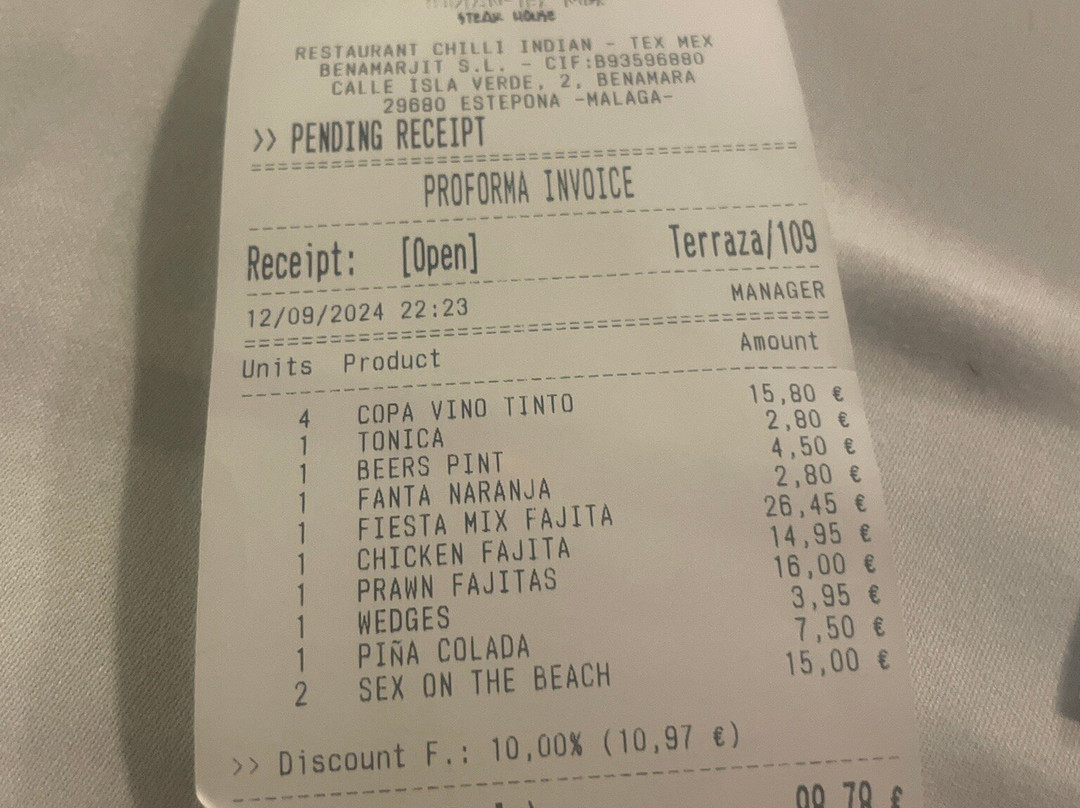 STEAK HOUSE
RESTAURANT CHILLI INDIAN - TEX MEX
BENAMARJIT S.L. - CIF:B93596880
CALLE ISLA VERDE, 2, BENAMARA
29680 ESTEPONA -MALAGA-
>> PENDING RECEIPT
PROFORMA INVOICE
Receipt: [Open] Terraza/109
12/09/2024 22:23 MANAGER
Units Product Amount
4 COPA VINO TINTO 15,80 €
1 TONICA 2,80 €
1 BEERS PINT 4,50 €
1 FANTA NARANJA 2,80 €
1 FIESTA MIX FAJITA 26,45 €
1 CHICKEN FAJITA 14,95 €
1 PRAWN FAJITAS 16,00 €
1 WEDGES 3,95 €
1 PIÑA COLADA 7,50 €
2 SEX ON THE BEACH 15,00 €
>> Discount F.: 10,00% (10,97 €)
98,78 €